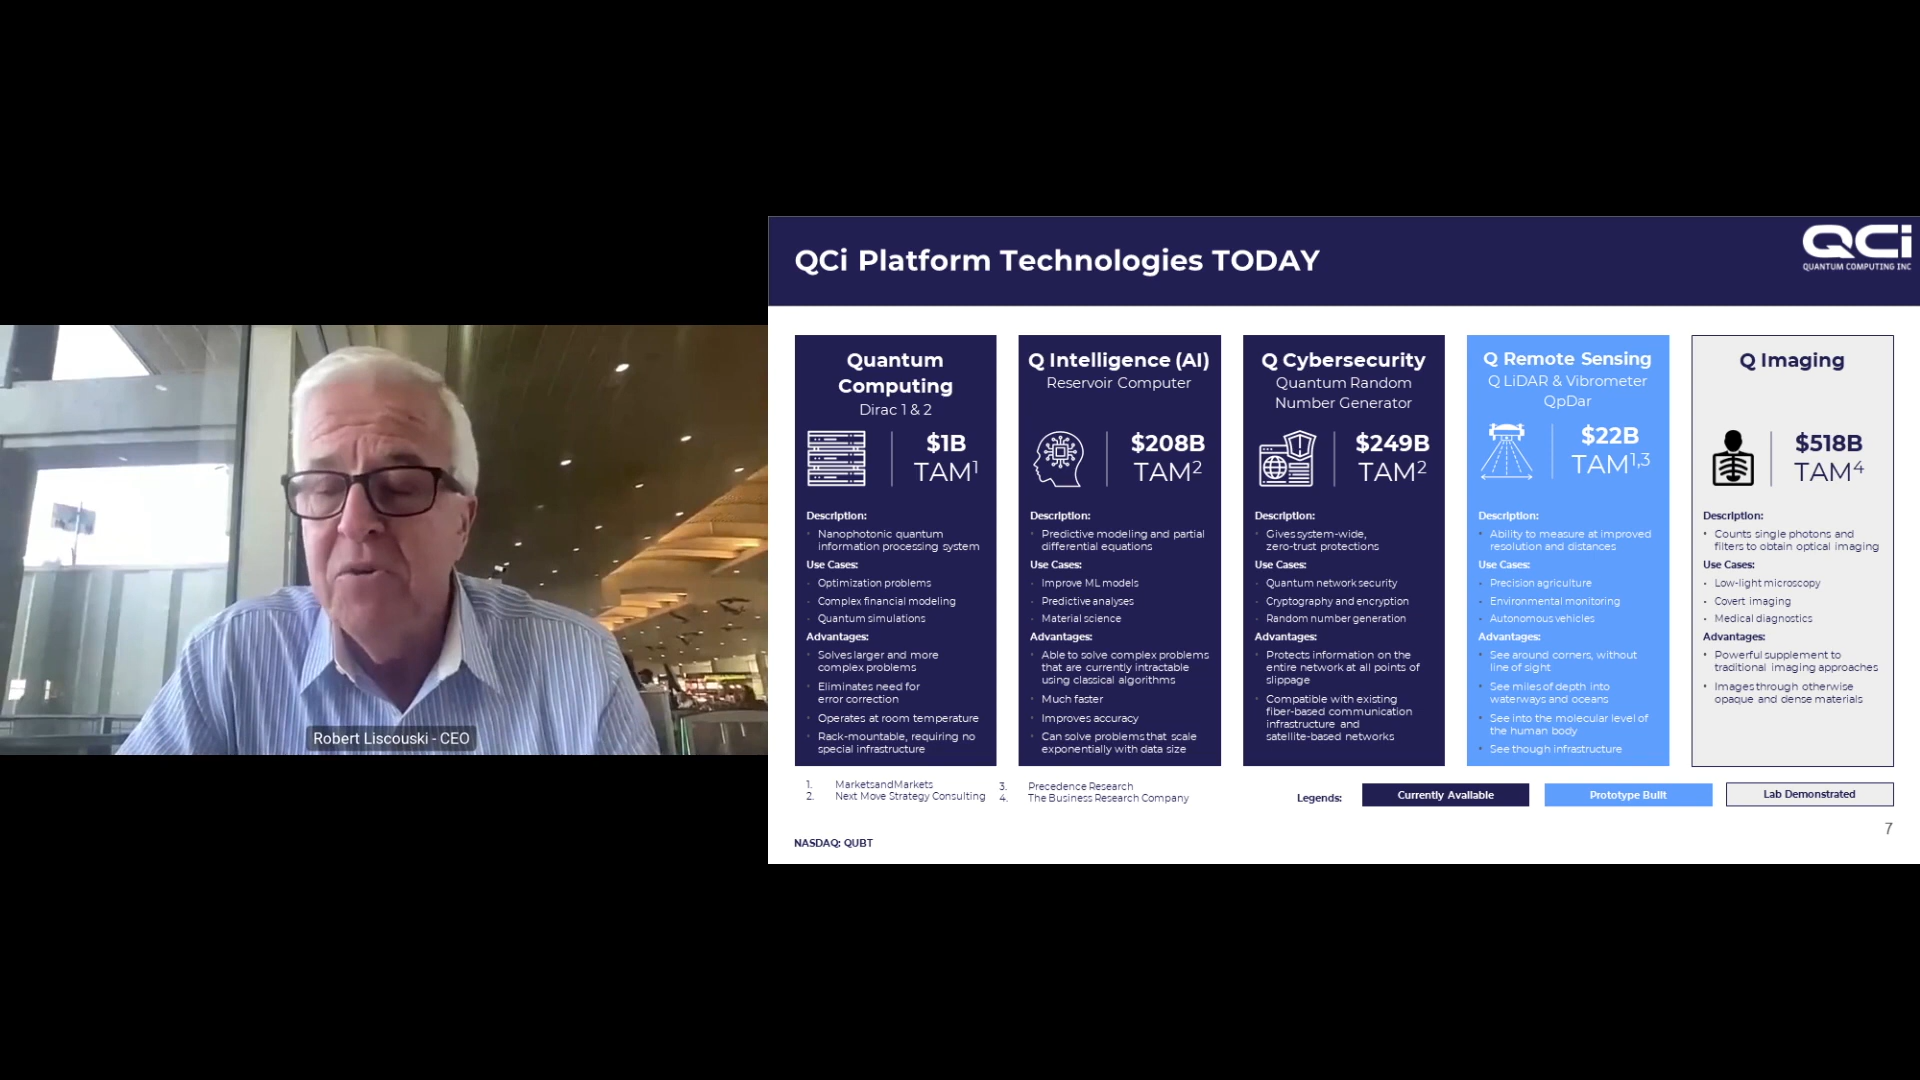 Robert Liscouski - CEO
QCi Platform Technologies TODAY
QCi
QUANTUM COMPUTING INC
Quantum
Computing
Dirac 1 & 2
$1B
TAM1
Description:
Nanophotonic quantum
information processing system
Use Cases:
Optimization problems
Complex financial modeling
Quantum simulations
Advantages:
Solves larger and more
complex problems
Eliminates need for
error correction
Operates at room temperature
Rack-mountable, requiring no
special infrastructure
Q Intelligence (AI)
Reservoir Computer
$208B
TAM2
Description:
Predictive modeling and partial
differential equations
Use Cases:
Improve ML models
Predictive analyses
Material science
Advantages:
Able to solve complex problems
that are currently intractable
using classical algorithms
Much faster
Improves accuracy
Can solve problems that scale
exponentially with data size
Q Cybersecurity
Quantum Random
Number Generator
$249B
TAM2
Description:
Gives system-wide,
zero-trust protections
Use Cases:
Quantum network security
Cryptography and encryption
Random number generation
Advantages:
Protects information on the
entire network at all points of
slippage
Compatible with existing
fiber-based communication
infrastructure and
satellite-based networks
Q Remote Sensing
Q LiDAR & Vibrometer
QpDar
$22B
TAM1,3
Description:
Ability to measure at improved
resolution and distances
Use Cases:
Precision agriculture
Environmental monitoring
Autonomous vehicles
Advantages:
See around corners, without
line of sight
See miles of depth into
waterways and oceans
See into the molecular level of
the human body
See though infrastructure
Q Imaging
$518B
TAM4
Description:
Counts single photons and
filters to obtain optical imaging
Use Cases:
Low-light microscopy
Covert imaging
Medical diagnostics
Advantages:
Powerful supplement to
traditional imaging approaches
Images through otherwise
opaque and dense materials
1. MarketsandMarkets
2. Next Move Strategy Consulting
3. Precedence Research
4. The Business Research Company
Legends:
Currently Available
Prototype Built
Lab Demonstrated
7
NASDAQ: QUBT